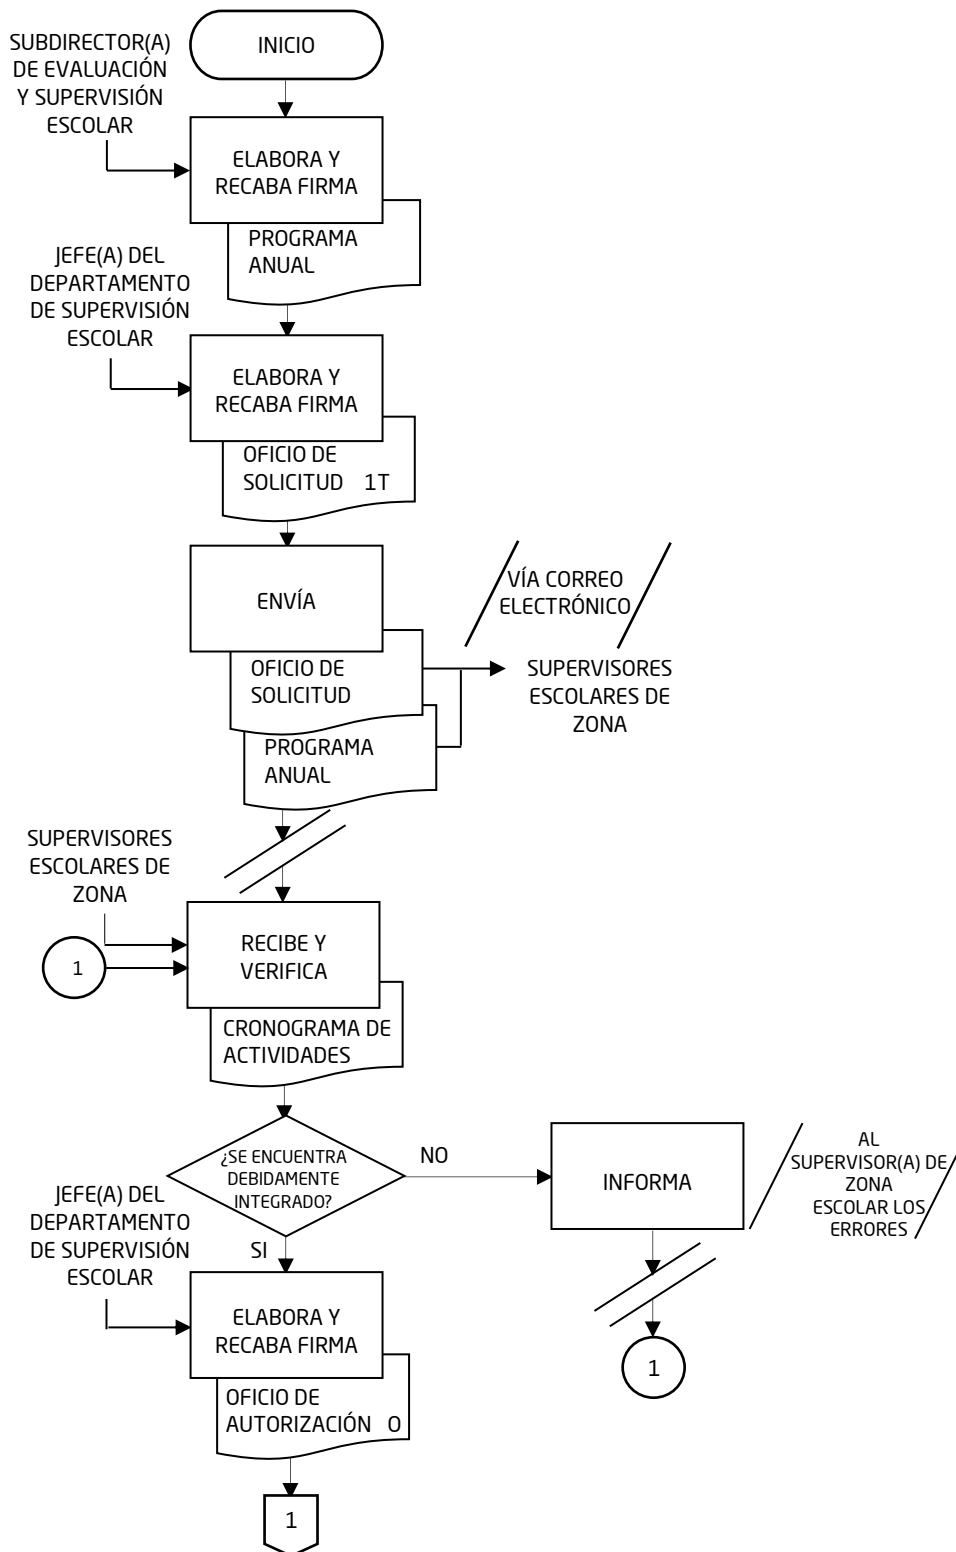 INICIO
SUBDIRECTOR(A)
DE EVALUACIÓN
Y SUPERVISIÓN
ESCOLAR
ELABORA Y
RECABA FIRMA
PROGRAMA
ANUAL
JEFE(A) DEL
DEPARTAMENTO
DE SUPERVISIÓN
ESCOLAR
ELABORA Y
RECABA FIRMA
OFICIO DE
SOLICITUD 1T
ENVÍA
VÍA CORREO
ELECTRÓNICO
OFICIO DE
SOLICITUD
SUPERVISORES
ESCOLARES DE
ZONA
PROGRAMA
ANUAL
SUPERVISORES
ESCOLARES DE
ZONA
1
RECIBE Y
VERIFICA
CRONOGRAMA DE
ACTIVIDADES
¿SE ENCUENTRA
DEBIDAMENTE
INTEGRADO?
NO
INFORMA
AL
SUPERVISOR(A) DE
ZONA
ESCOLAR LOS
ERRORES
1
SI
JEFE(A) DEL
DEPARTAMENTO
DE SUPERVISIÓN
ESCOLAR
ELABORA Y
RECABA FIRMA
OFICIO DE
AUTORIZACIÓN O
1